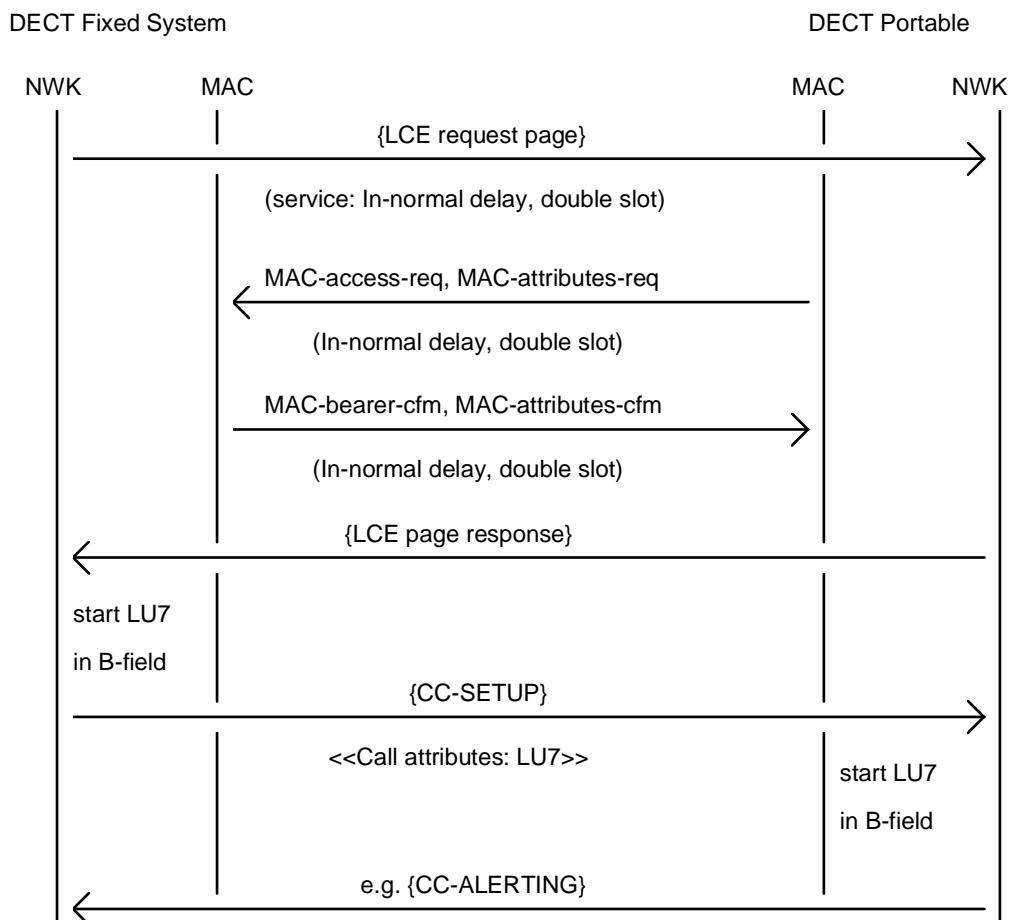 DECT Fixed System DECT Portable
NWK MAC MAC NWK
{LCE request page}
(service: In-normal delay, double slot)
MAC-access-req, MAC-attributes-req
(In-normal delay, double slot)
MAC-bearer-cfm, MAC-attributes-cfm
(In-normal delay, double slot)
{LCE page response}
start LU7
in B-field
{CC-SETUP}
<<Call attributes: LU7>>
start LU7
in B-field
e.g. {CC-ALERTING}